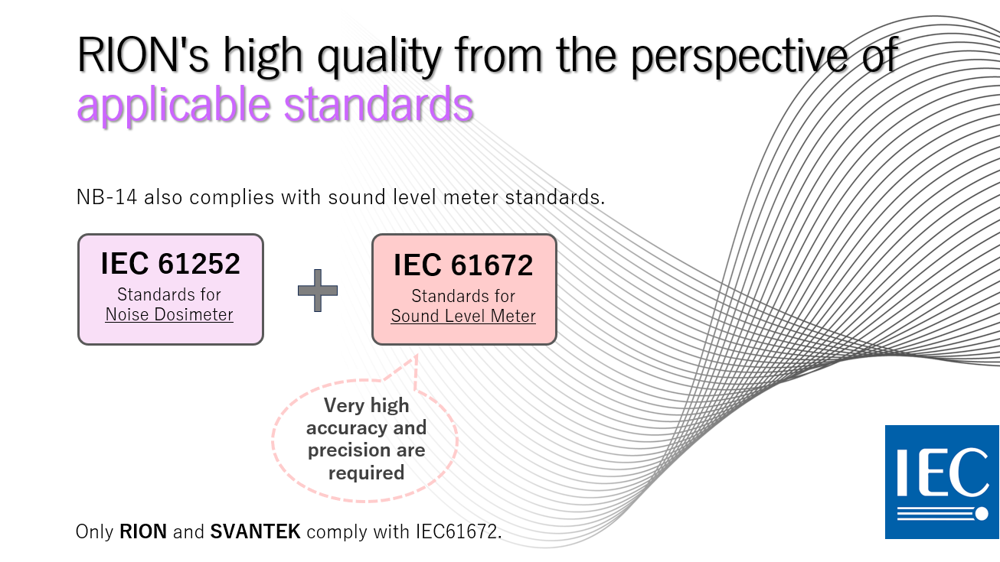 RION's high quality from the perspective of
applicable standards
NB-14 also complies with sound level meter standards.
IEC 61252
Standards for
Noise Dosimeter
IEC 61672
Standards for
Sound Level Meter
Very high
accuracy and
precision are
required
IEC
Only RION and SVANTEK comply with IEC61672.